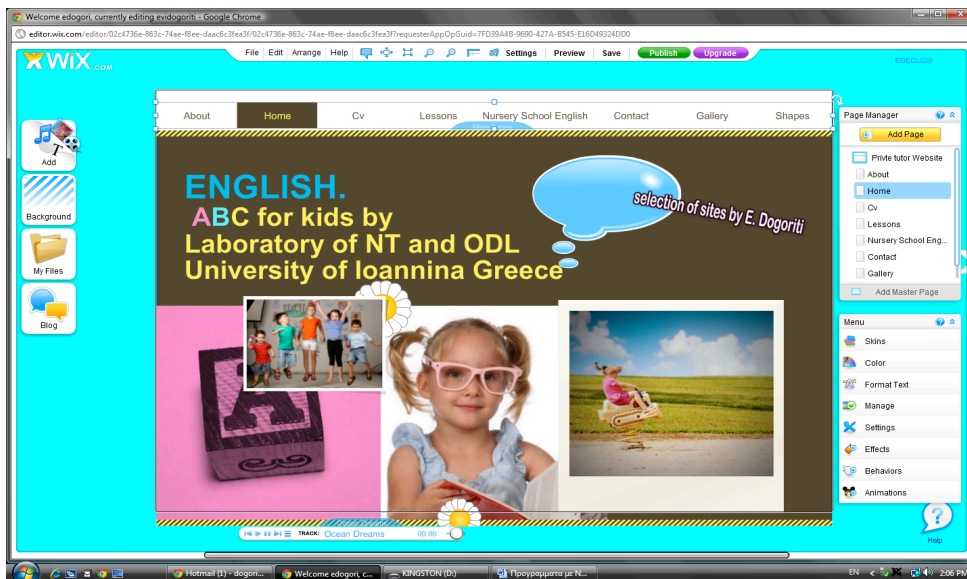 Welcome edogori, currently editing evidogoriti - Google Chrome
editor.wix.com/editor/02c4736e-863c-74ae-f8ee-daac6c3fea3f/02c4736e-863c-74ae-f8ee-daac6c3fea3f?requesterAppOpGuid=7FD39A4B-9690-427A-B545-E16D49324DD0
WiX.COM
File Edit Arrange Help Settings Preview Save Publish Upgrade
EDECL029
About Home Cv Lessons Nursery School English Contact Gallery Shapes
Add
Background
My Files
Blog
ENGLISH.
ABC for kids by
Laboratory of NT and ODL
University of Ioannina Greece
selection of sites by E. Dogoriti
A
Page Manager
Add Page
Privte tutor Website
About
Home
Cv
Lessons
Nursery School Eng...
Contact
Gallery
Add Master Page
Menu
Skins
Color
Format Text
Manage
Settings
Effects
Behaviors
Animations
Help
TRACK: Ocean Dreams 00:00
Hotmail (1) - dogori... Welcome edogori, c... KINGSTON (D:) Προγραμματα με Ν... EN 2:06 PM